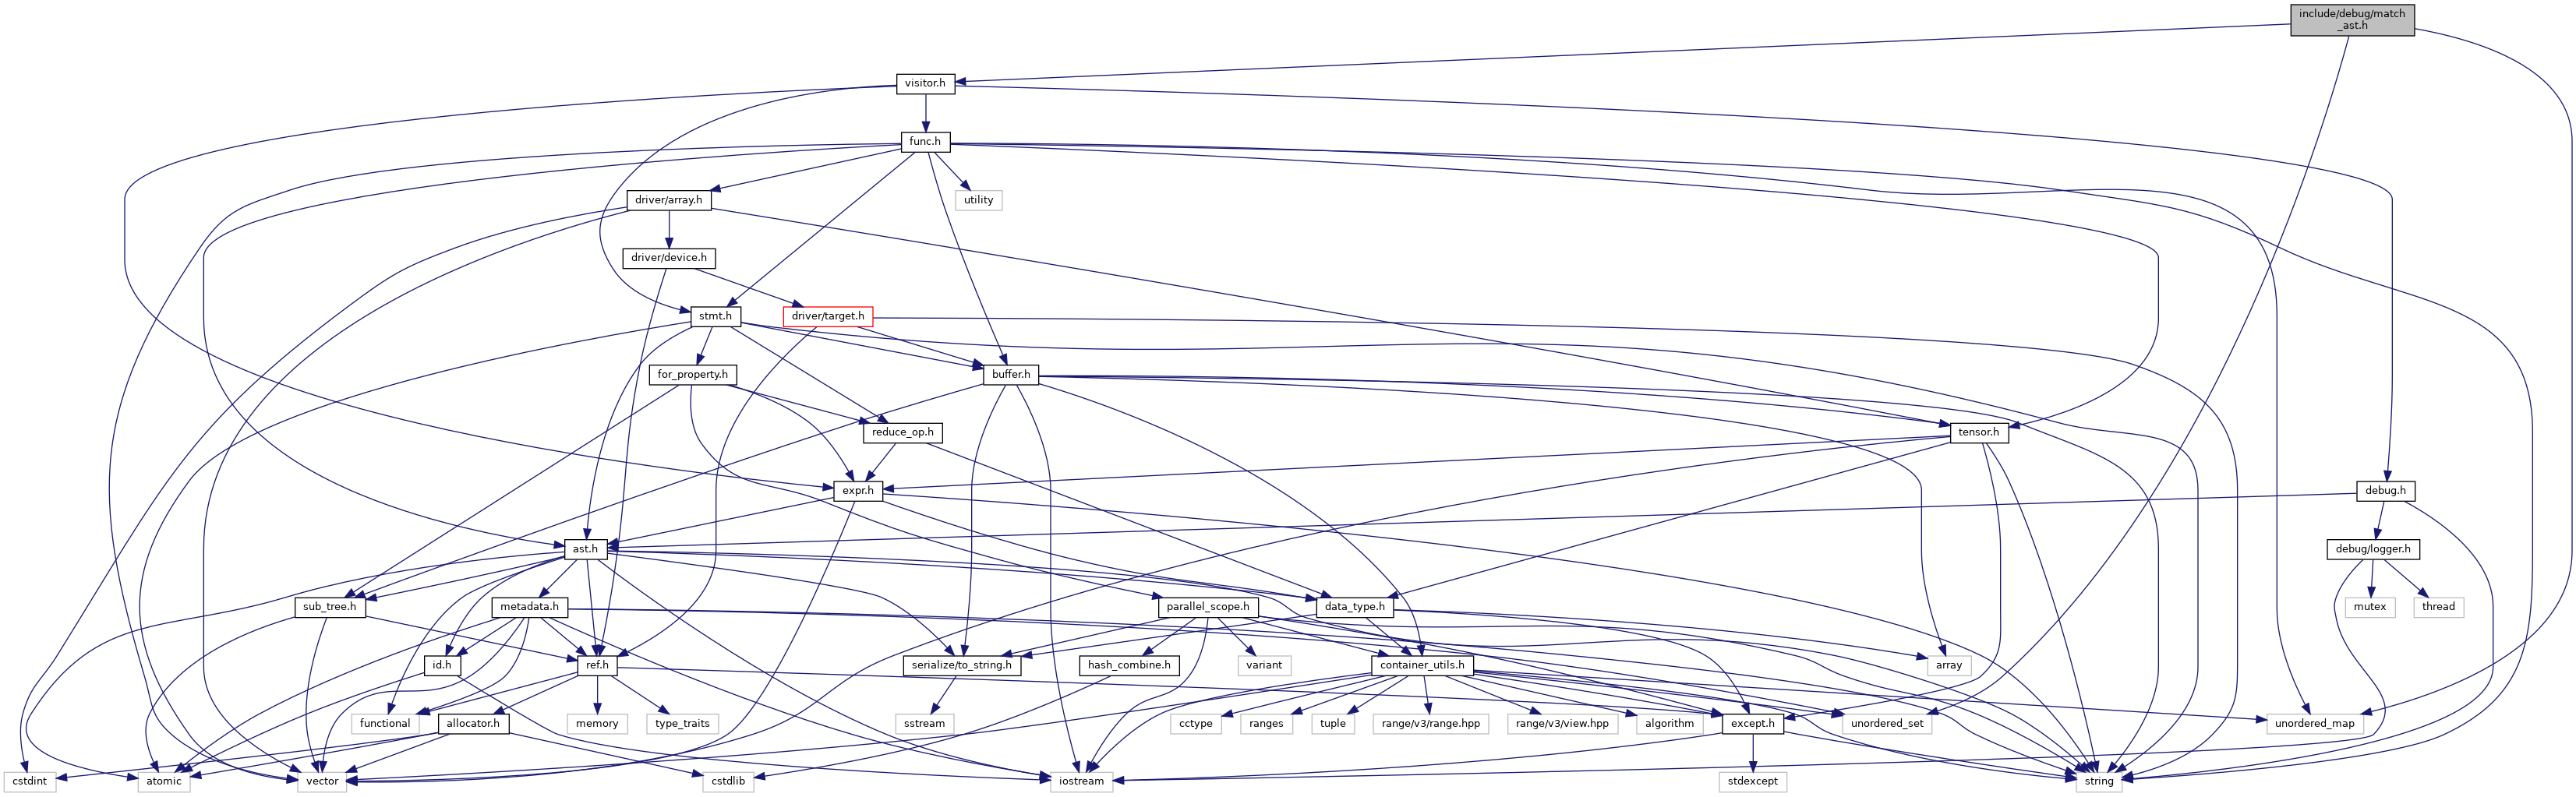 include/debug/match
_ast.h
visitor.h
func.h
driver/array.h
utility
driver/device.h
stmt.h
driver/target.h
for_property.h
buffer.h
reduce_op.h
tensor.h
expr.h
debug.h
ast.h
debug/logger.h
sub_tree.h
metadata.h
parallel_scope.h
data_type.h
mutex
thread
id.h
ref.h
serialize/to_string.h
hash_combine.h
variant
container_utils.h
array
functional
allocator.h
memory
type_traits
sstream
cctype
ranges
tuple
range/v3/range.hpp
range/v3/view.hpp
algorithm
except.h
unordered_set
unordered_map
cstdint
atomic
vector
cstdlib
iostream
stdexcept
string